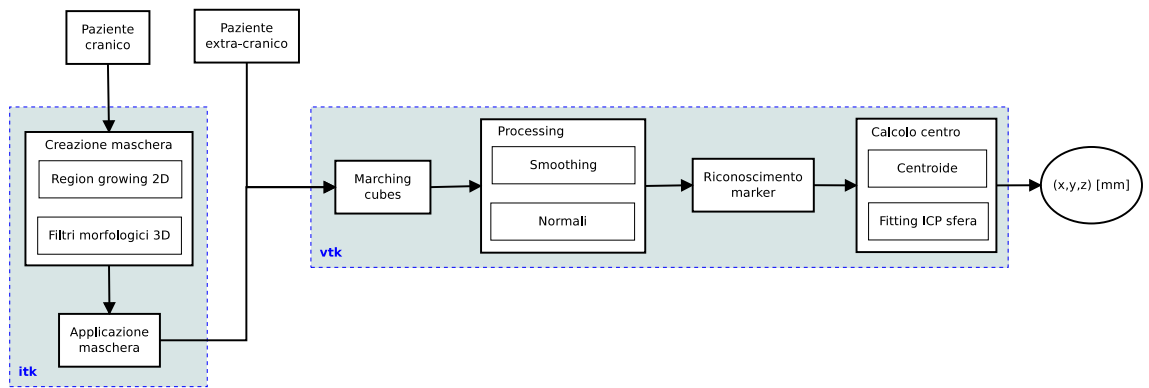 Paziente
cranico
Paziente
extra-cranico
Creazione maschera
Region growing 2D
Filtri morfologici 3D
Applicazione
maschera
itk
Marching
cubes
Processing
Smoothing
Normali
Riconoscimento
marker
Calcolo centro
Centroide
Fitting ICP sfera
vtk
(x,y,z) [mm]